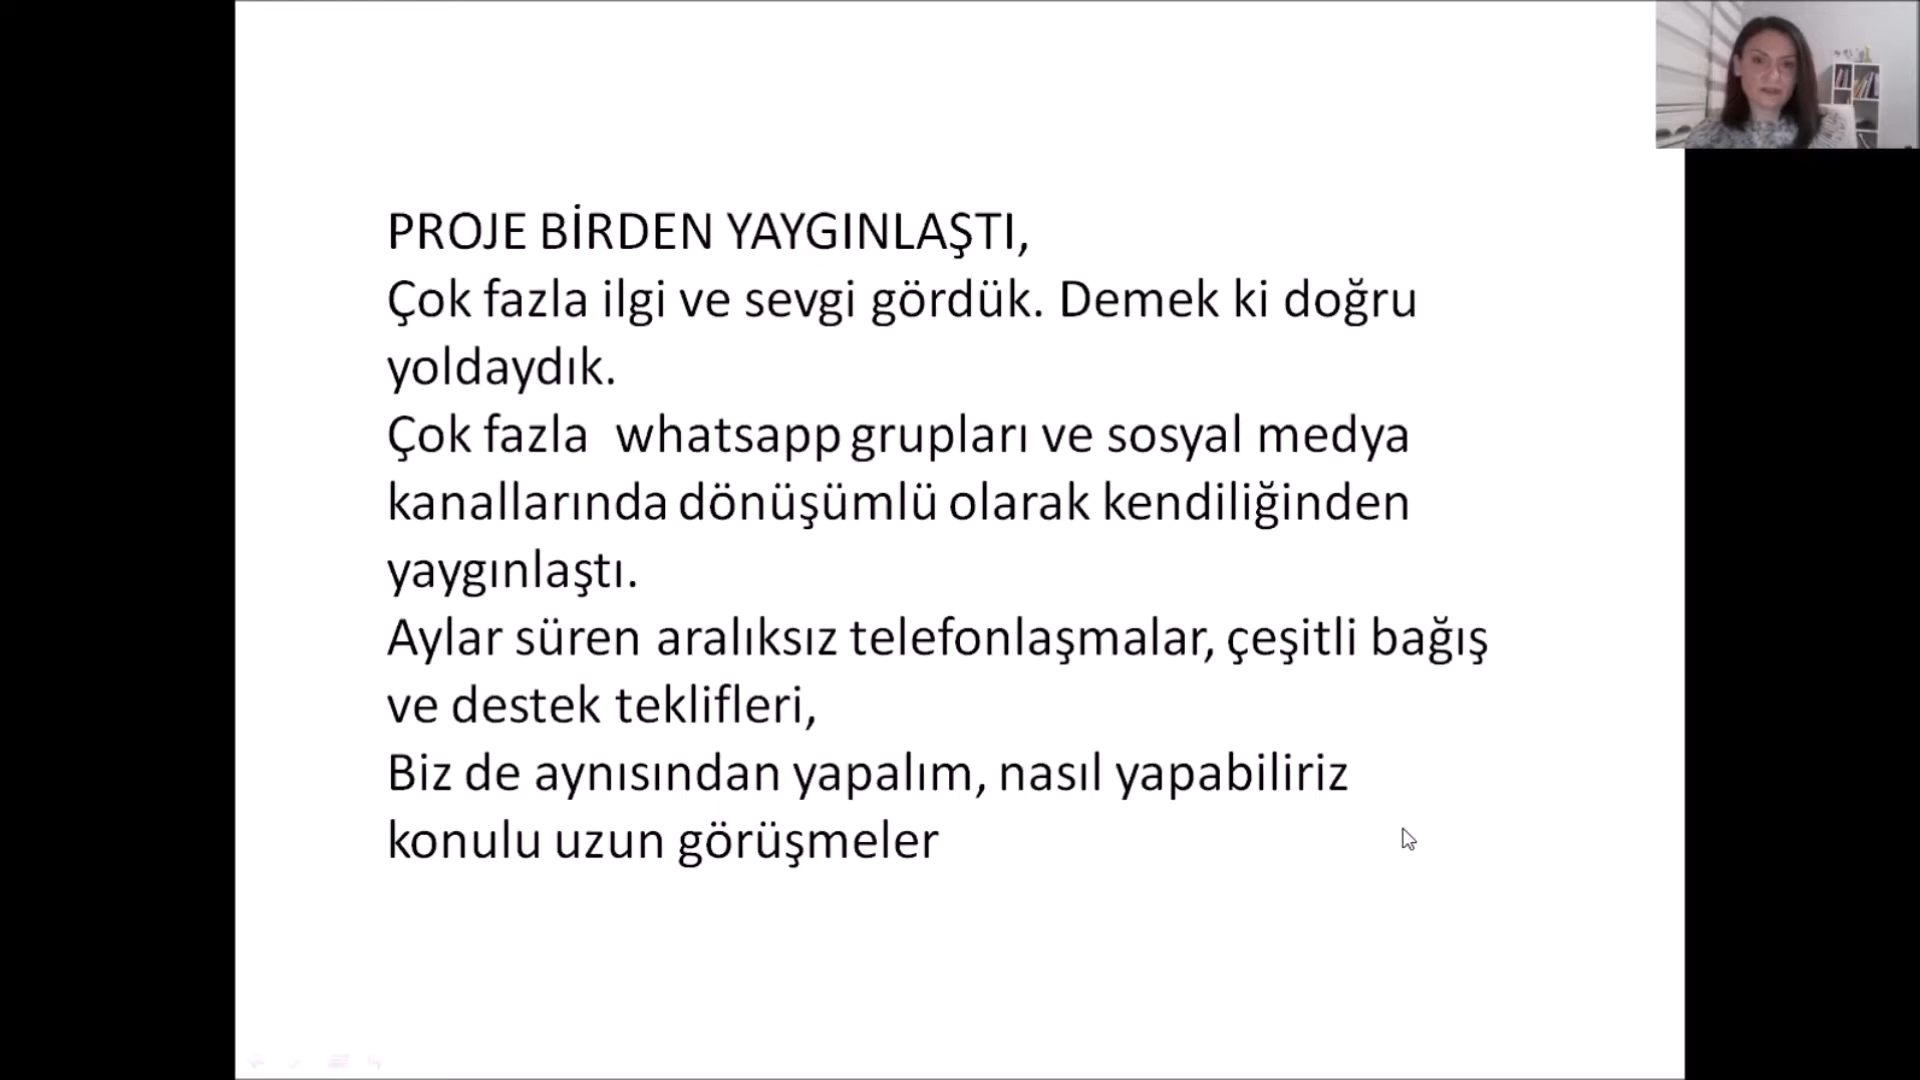 PROJE BİRDEN YAYGINLAŞTI,
Çok fazla ilgi ve sevgi gördük. Demek ki doğru
yoldaydık.
Çok fazla whatsapp grupları ve sosyal medya
kanallarında dönüşümlü olarak kendiliğinden
yaygınlaştı.
Aylar süren aralıksız telefonlaşmalar, çeşitli bağış
ve destek teklifleri,
Biz de aynısından yapalım, nasıl yapabiliriz
konulu uzun görüşmeler